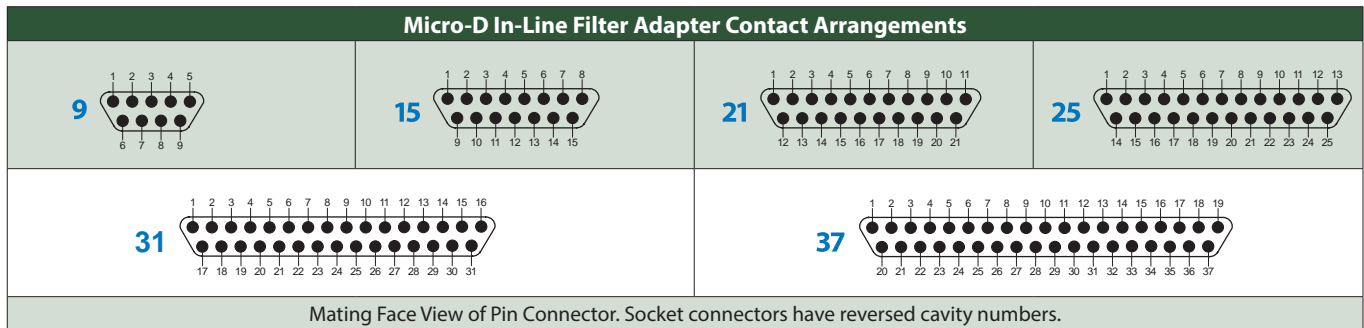 Micro-D In-Line Filter Adapter Contact Arrangements
1 2 3 4 5
9
6 7 8 9
1 2 3 4 5 6 7 8
15
9 10 11 12 13 14 15
1 2 3 4 5 6 7 8 9 10 11
21
12 13 14 15 16 17 18 19 20 21
1 2 3 4 5 6 7 8 9 10 11 12 13
25
14 15 16 17 18 19 20 21 22 23 24 25
1 2 3 4 5 6 7 8 9 10 11 12 13 14 15 16
31
17 18 19 20 21 22 23 24 25 26 27 28 29 30 31
1 2 3 4 5 6 7 8 9 10 11 12 13 14 15 16 17 18 19
37
20 21 22 23 24 25 26 27 28 29 30 31 32 33 34 35 36 37
Mating Face View of Pin Connector. Socket connectors have reversed cavity numbers.